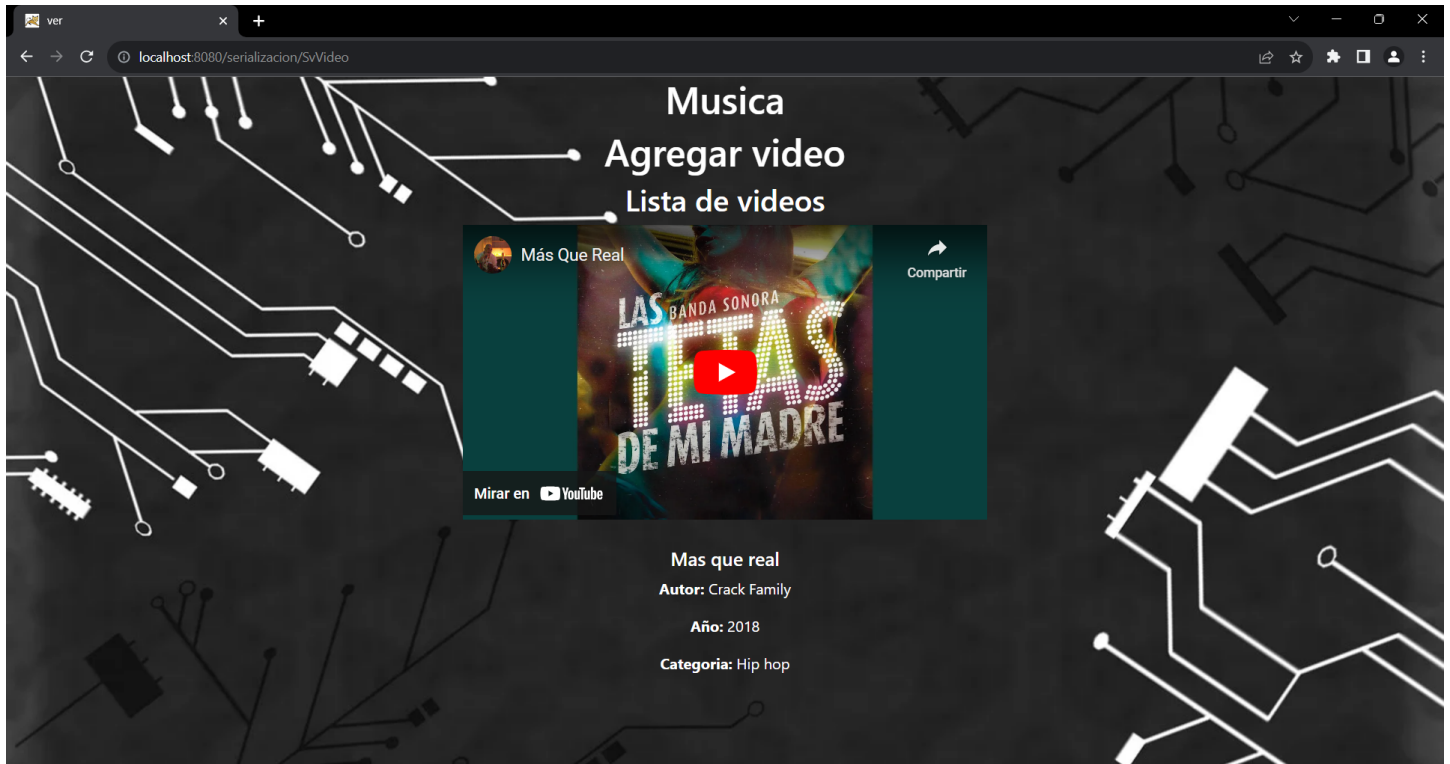 ver
localhost:8080/serializacion/SvVideo
Musica
Agregar video
Lista de videos
Más Que Real
Compartir
LAS BANDA SONORA
TETAS
DE MI MADRE
Mirar en YouTube
Mas que real
Autor: Crack Family
Año: 2018
Categoria: Hip hop